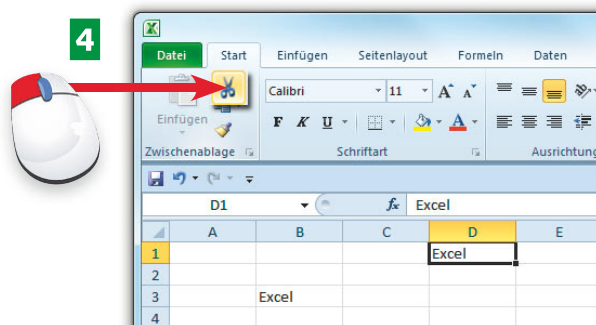 4
Datei Start Einfügen Seitenlayout Formeln Daten
Calibri 11 A A
Einfügen F K U A
Zwischenablage Schriftart Ausrichtung
D1 fx Excel
A B C D E
1 Excel
2
3 Excel
4